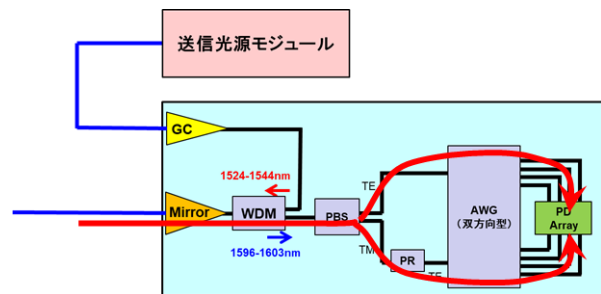 送信光源モジュール
GC
1524-1544nm
Mirror
WDM
1596-1603nm
PBS
TE
TM
PR
TE
AWG
(双方向型)
PD
Array